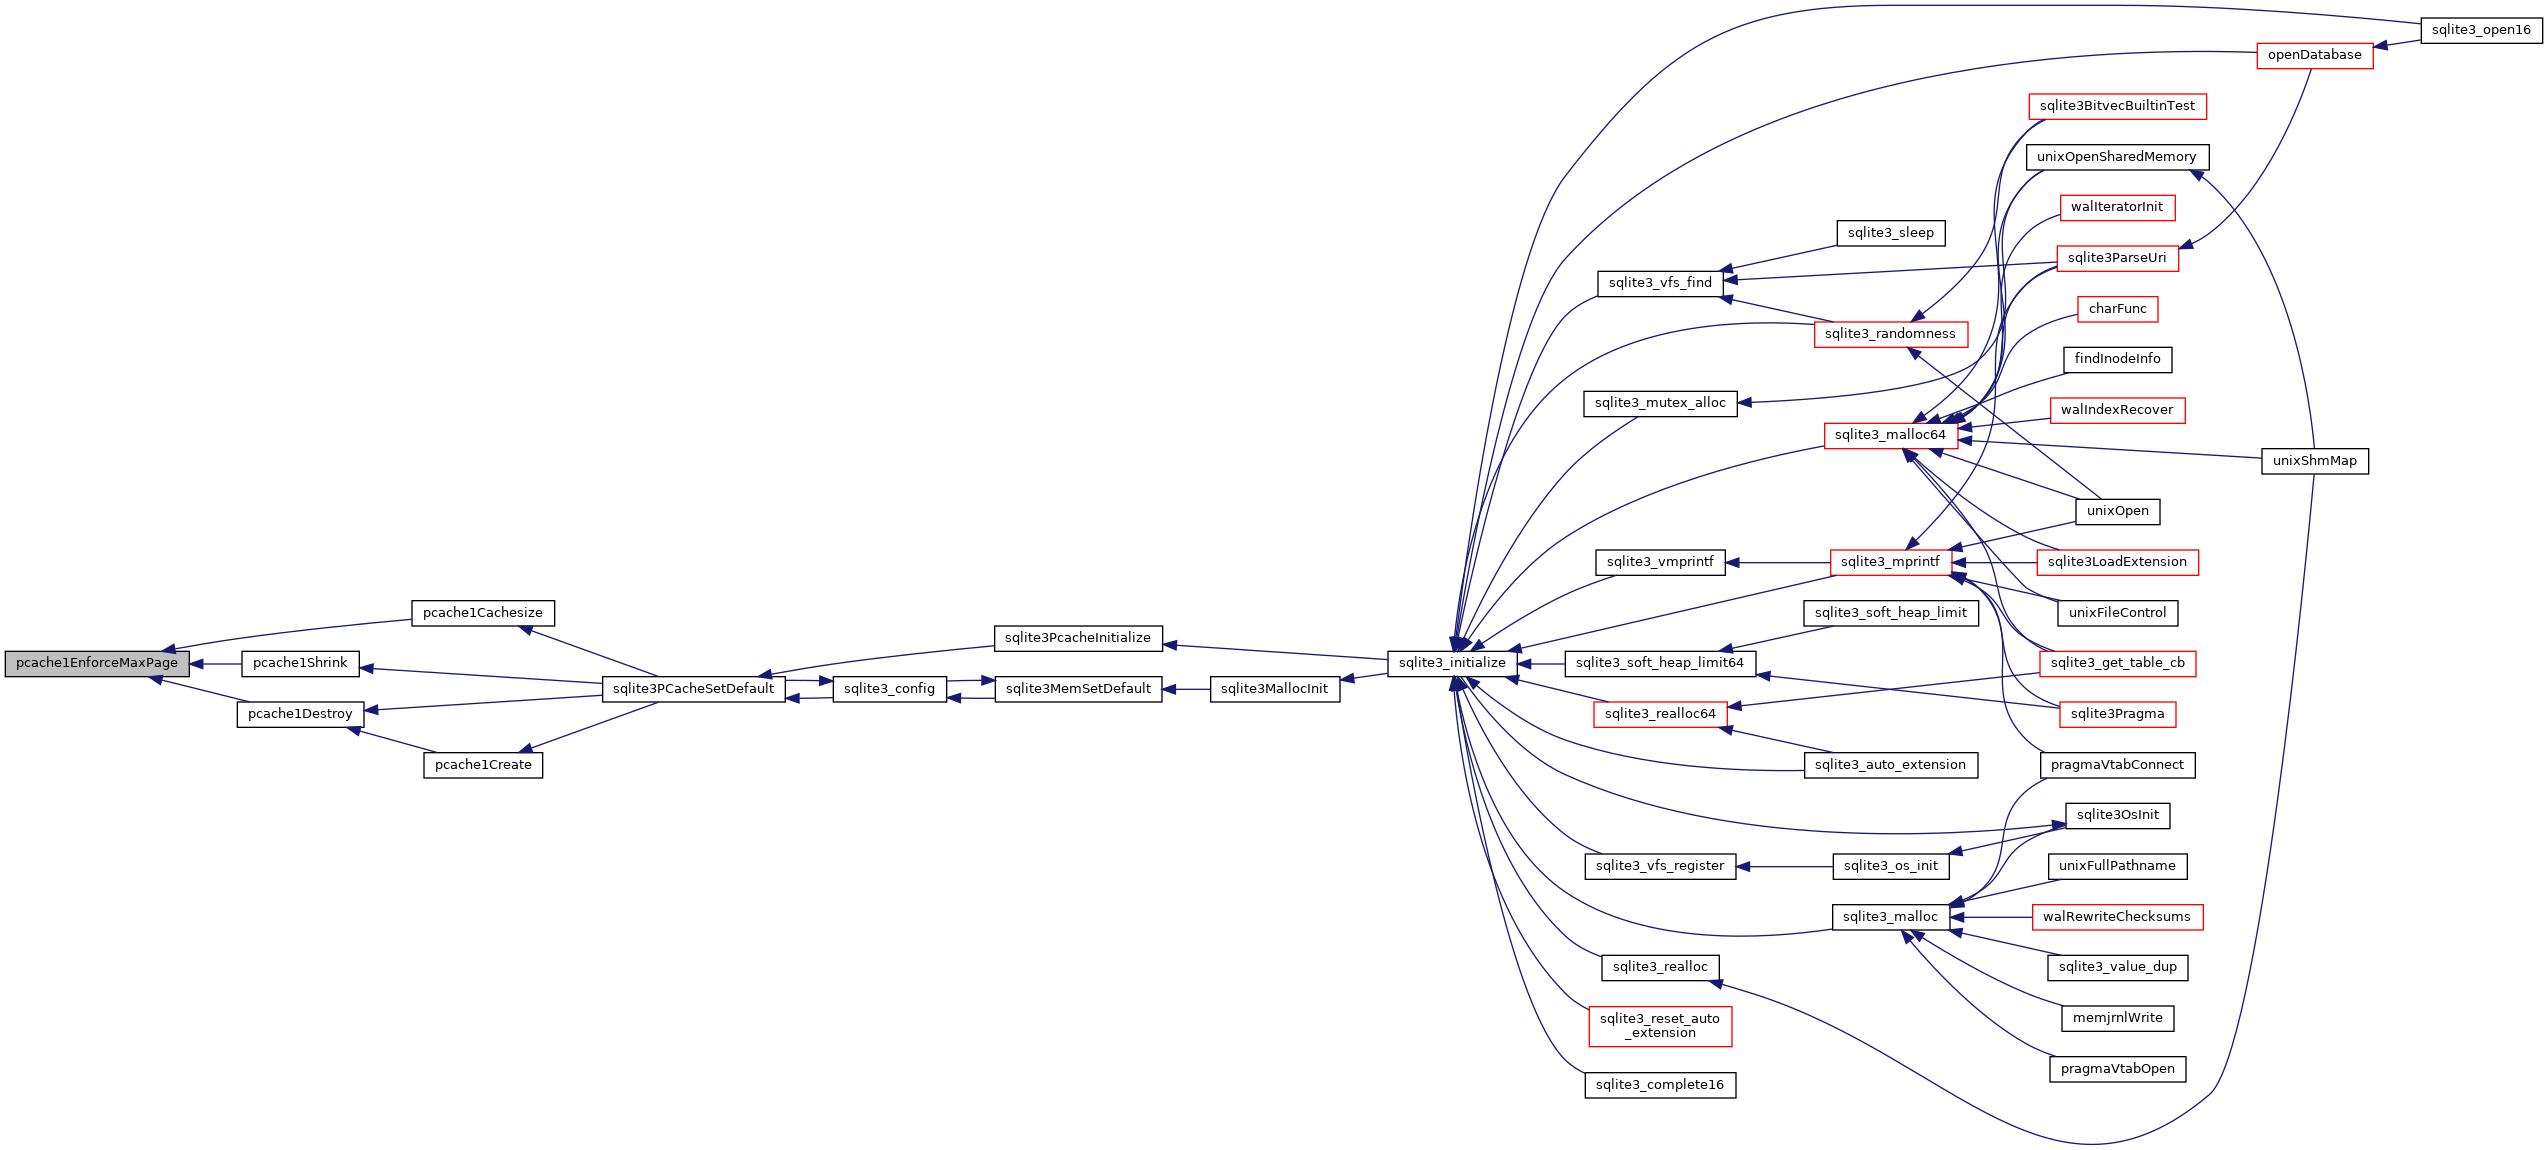 pcache1EnforceMaxPage
pcache1Cachesize
pcache1Shrink
pcache1Destroy
pcache1Create
sqlite3PCacheSetDefault
sqlite3_config
sqlite3PcacheInitialize
sqlite3MemSetDefault
sqlite3MallocInit
sqlite3_initialize
sqlite3_vfs_find
sqlite3_mutex_alloc
sqlite3_vmprintf
sqlite3_soft_heap_limit64
sqlite3_realloc64
sqlite3_vfs_register
sqlite3_realloc
sqlite3_reset_auto
_extension
sqlite3_complete16
sqlite3_sleep
sqlite3_randomness
sqlite3_malloc64
sqlite3_mprintf
sqlite3_soft_heap_limit
sqlite3_auto_extension
sqlite3_os_init
sqlite3_malloc
sqlite3BitvecBuiltinTest
unixOpenSharedMemory
walIteratorInit
sqlite3ParseUri
charFunc
findInodeInfo
walIndexRecover
unixOpen
sqlite3LoadExtension
unixFileControl
sqlite3_get_table_cb
sqlite3Pragma
pragmaVtabConnect
sqlite3OsInit
unixFullPathname
walRewriteChecksums
sqlite3_value_dup
memjrnlWrite
pragmaVtabOpen
openDatabase
unixShmMap
sqlite3_open16